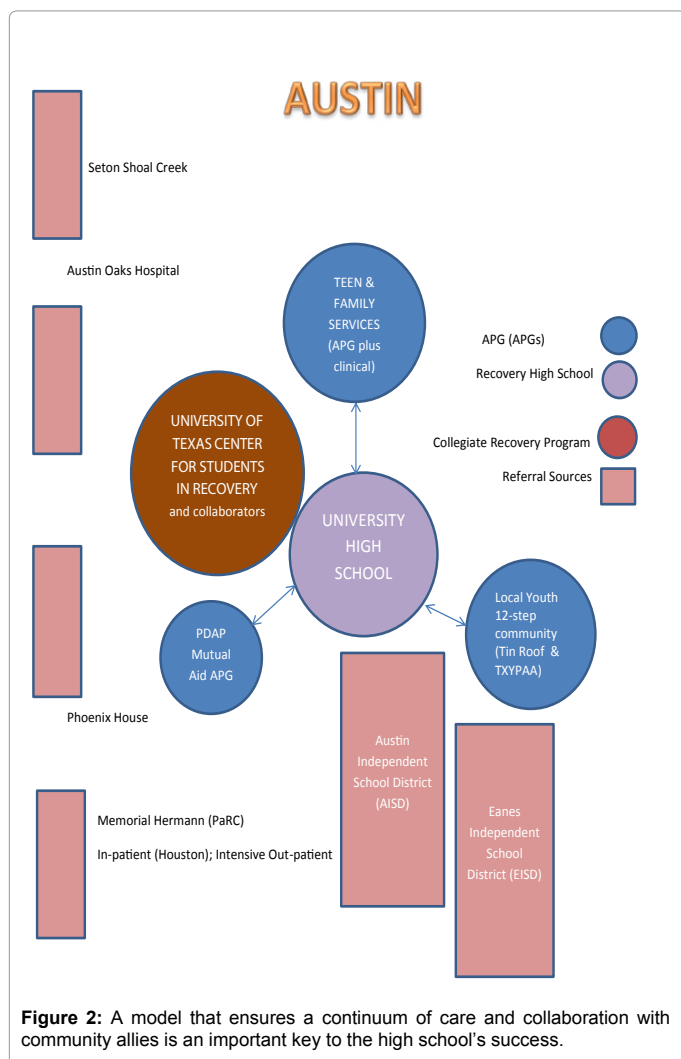 AUSTIN
Seton Shoal Creek
Austin Oaks Hospital
TEEN &
FAMILY
SERVICES
(APG plus
clinical)
APG (APGs)
Recovery High School
Collegiate Recovery Program
Referral Sources
UNIVERSITY OF
TEXAS CENTER
FOR STUDENTS
IN RECOVERY
and collaborators
UNIVERSITY
HIGH
SCHOOL
PDAP
Mutual
Aid APG
Local Youth
12-step
community
(Tin Roof &
TXYPAA)
Phoenix House
Austin
Independent
School District
(AISD)
Eanes
Independent
School
District (EISD)
Memorial Hermann (PaRC)
In-patient (Houston); Intensive Out-patient
Figure 2: A model that ensures a continuum of care and collaboration with
community allies is an important key to the high school's success.